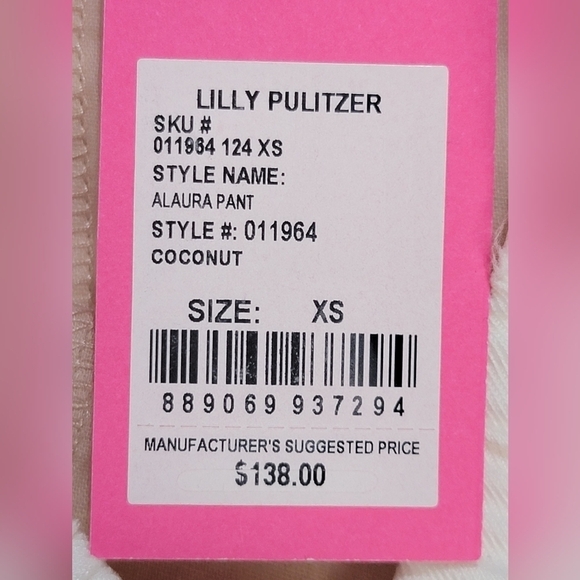 LILLY PULITZER
SKU #
011964 124 XS
STYLE NAME:
ALAURA PANT
STYLE #: 011964
COCONUT
SIZE: XS
889069 937294
MANUFACTURER'S SUGGESTED PRICE
$138.00